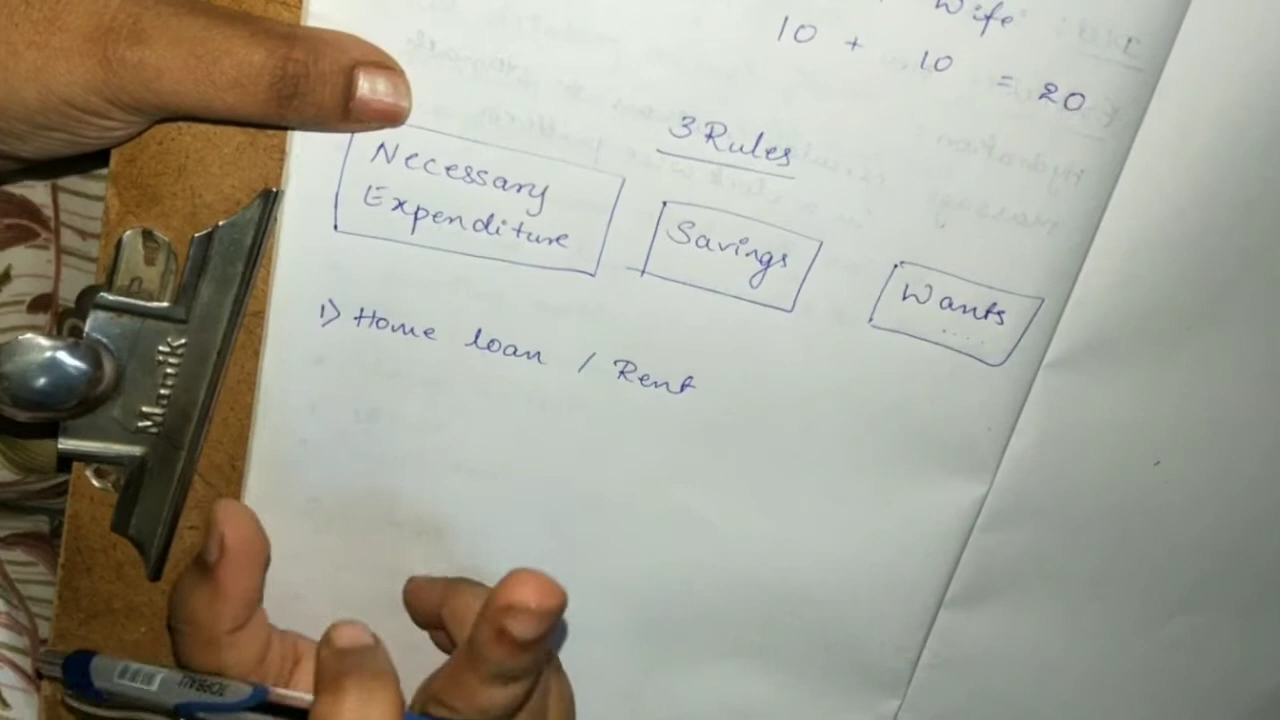 Wife
10 + 10 = 20
3 Rules
Necessary
Expenditure
Savings
Wants
1) Home loan / Rent
Manik